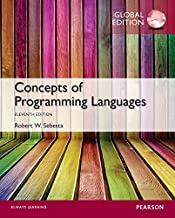 GLOBAL
EDITION
Concepts of
Programming Languages
ELEVENTH EDITION
Robert W. Sebesta
ALWAYS LEARNING
PEARSON